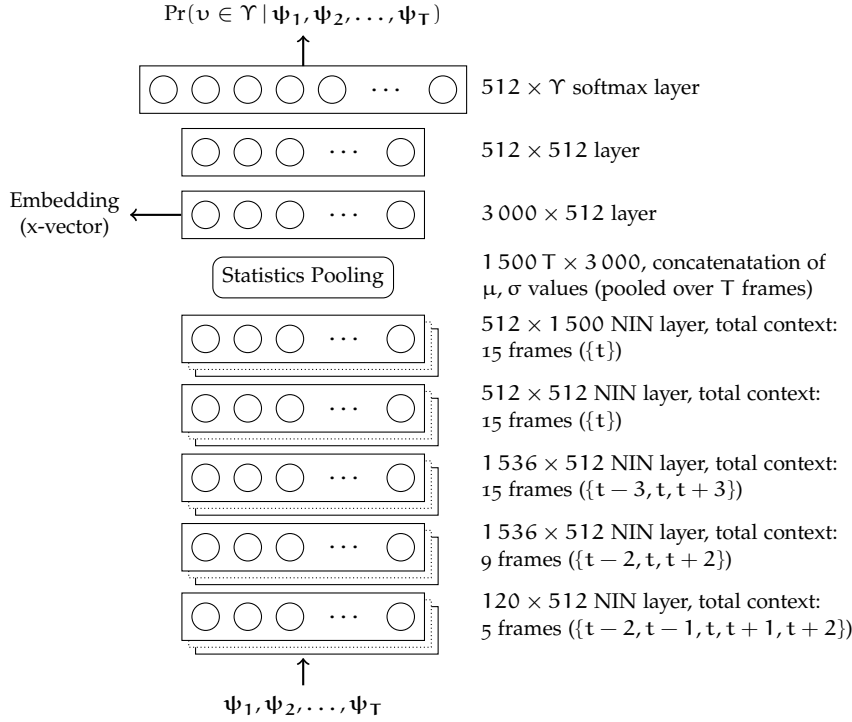 Pr(υ ∈ ϒ | ψ₁, ψ₂, . . . , ψ_T)
512 × ϒ softmax layer
512 × 512 layer
Embedding
(x-vector)
3 000 × 512 layer
Statistics Pooling
1 500 T × 3 000, concatenatation of
μ, σ values (pooled over T frames)
512 × 1 500 NIN layer, total context:
15 frames ({t})
512 × 512 NIN layer, total context:
15 frames ({t})
1 536 × 512 NIN layer, total context:
15 frames ({t − 3, t, t + 3})
1 536 × 512 NIN layer, total context:
9 frames ({t − 2, t, t + 2})
120 × 512 NIN layer, total context:
5 frames ({t − 2, t − 1, t, t + 1, t + 2})
ψ₁, ψ₂, . . . , ψ_T